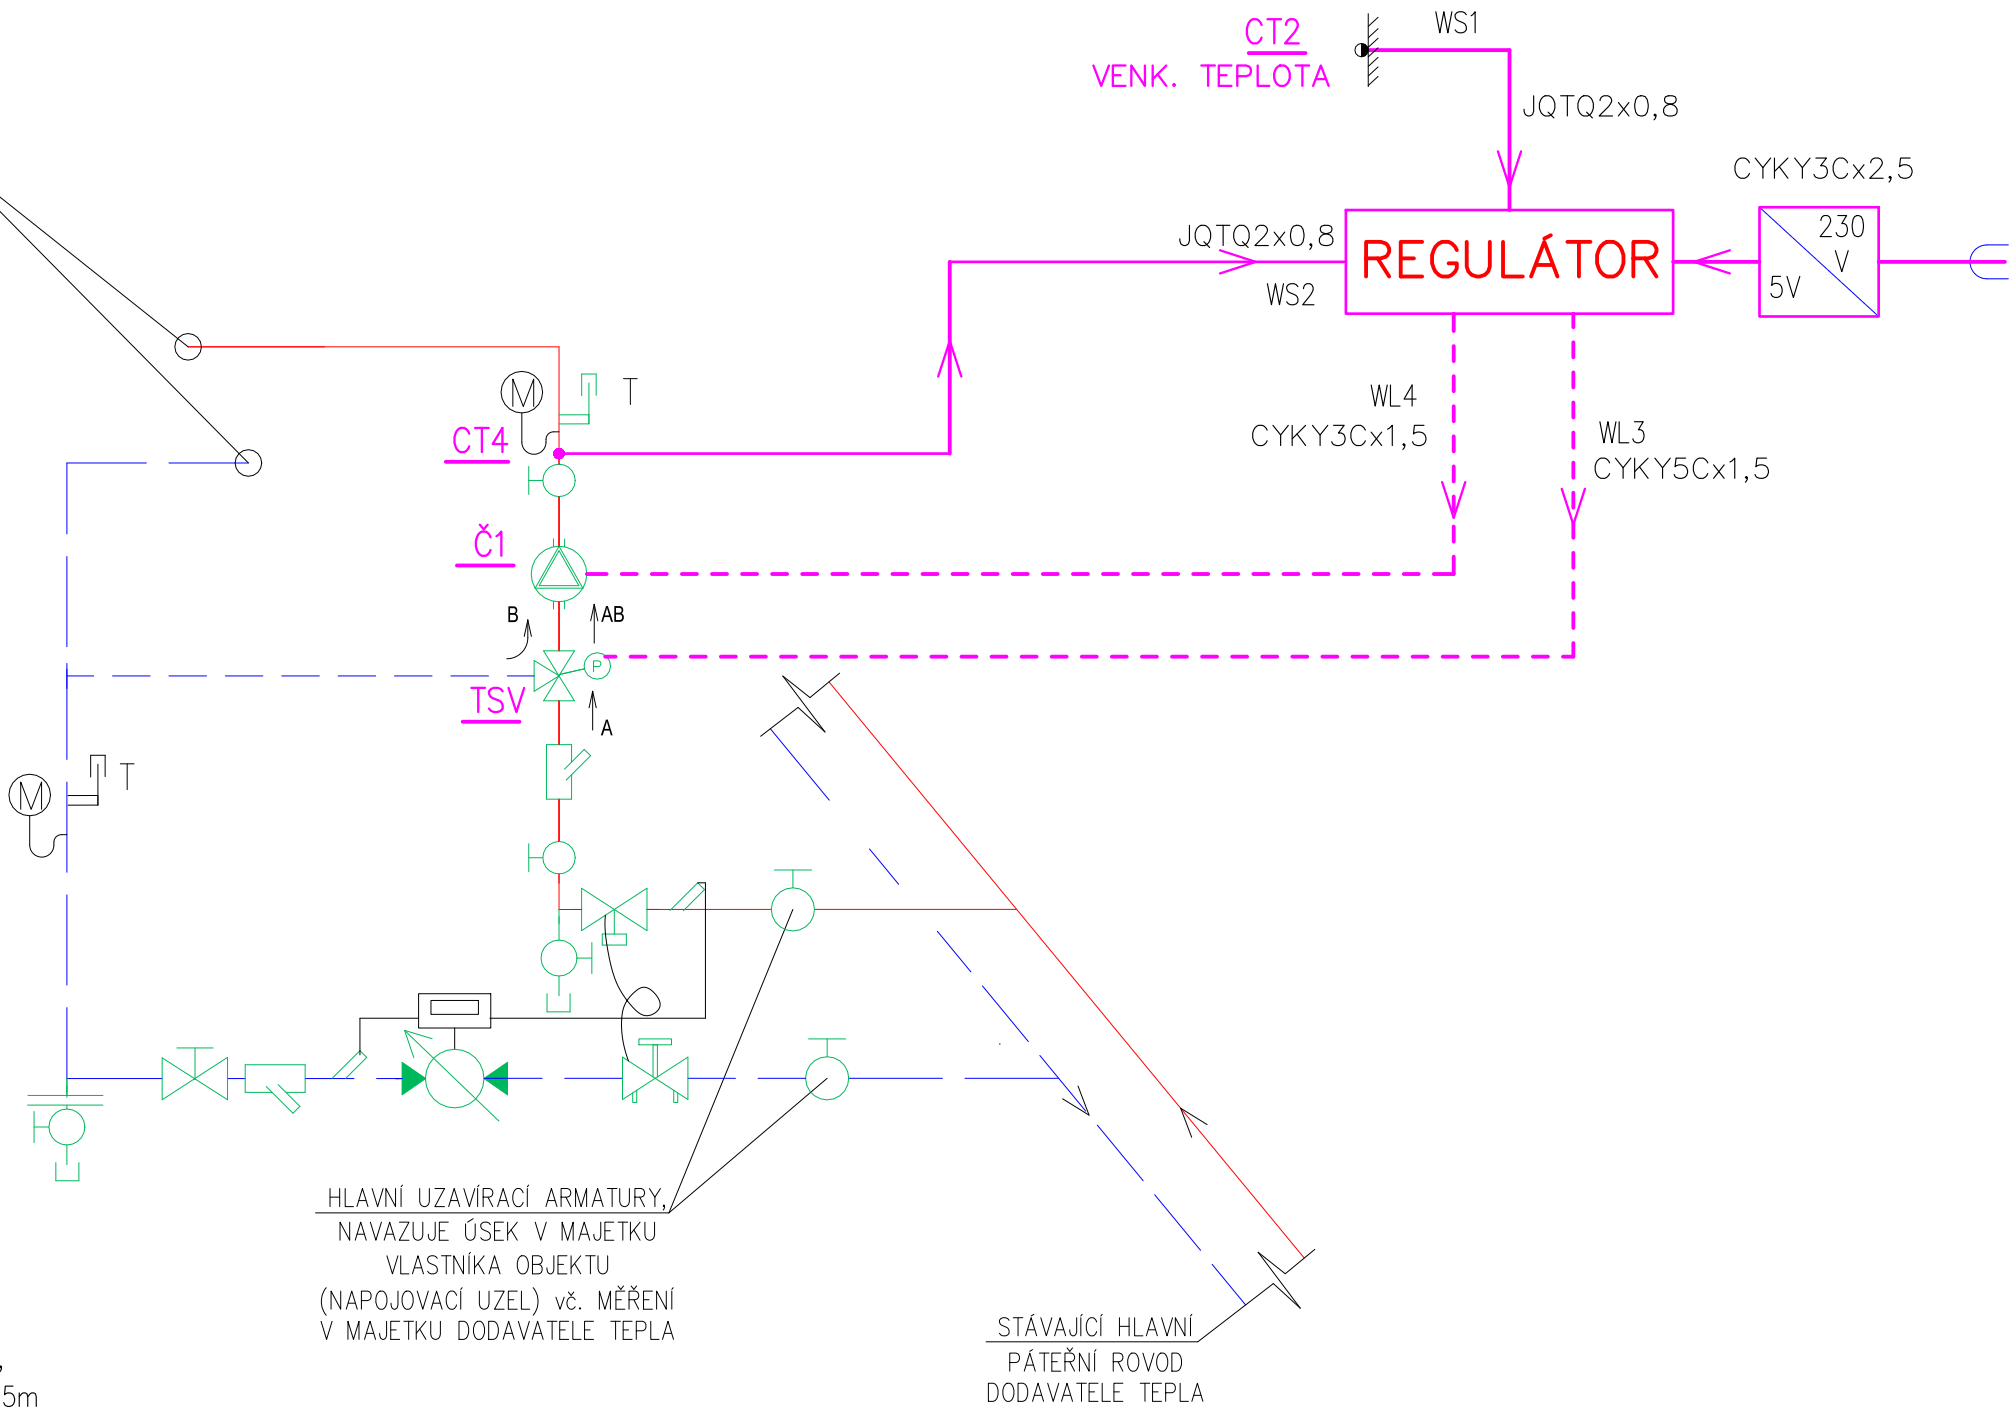 CT2
VENK. TEPLOTA
WS1
JQTQ2x0,8
CYKY3Cx2,5
JQTQ2x0,8
WS2
REGULÁTOR
230
V
5V
M
T
CT4
WL4
CYKY3Cx1,5
WL3
CYKY5Cx1,5
Č1
B
AB
P
TSV
A
M
T
HLAVNÍ UZAVÍRACÍ ARMATURY,
NAVAZUJE ÚSEK V MAJETKU
VLASTNÍKA OBJEKTU
(NAPOJOVACÍ UZEL) vč. MĚŘENÍ
V MAJETKU DODAVATELE TEPLA
STÁVAJÍCÍ HLAVNÍ
PÁTEŘNÍ ROVOD
DODAVATELE TEPLA
,
5m